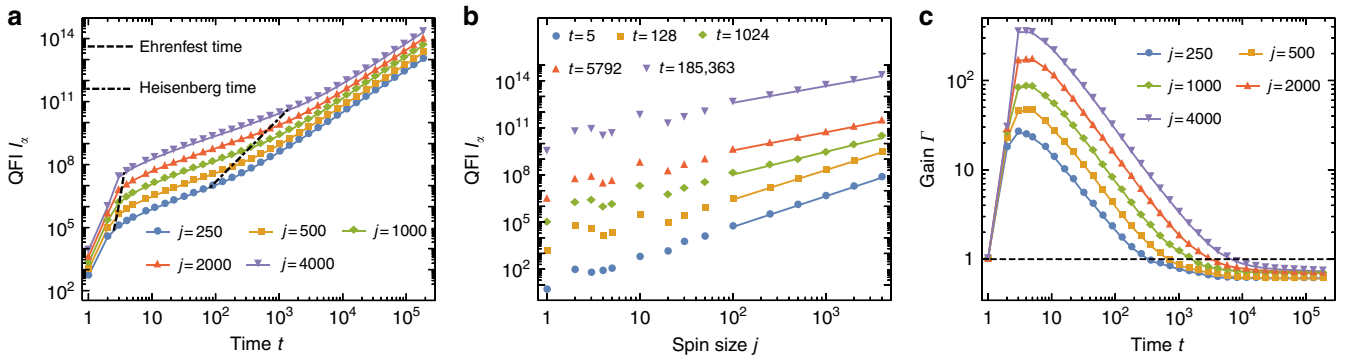 a
QFI Iα
10^14
10^11
10^8
10^5
10^2
Ehrenfest time
Heisenberg time
j = 250 j = 500 j = 1000
j = 2000 j = 4000
1 10 10^2 10^3 10^4 10^5
Time t
b
QFI Iα
t = 5 t = 128 t = 1024
t = 5792 t = 185,363
10^14
10^11
10^8
10^5
10^2
1 10 10^2 10^3
Spin size j
c
Gain Γ
10^2
10
1
j = 250 j = 500
j = 1000 j = 2000
j = 4000
1 10 10^2 10^3 10^4 10^5
Time t